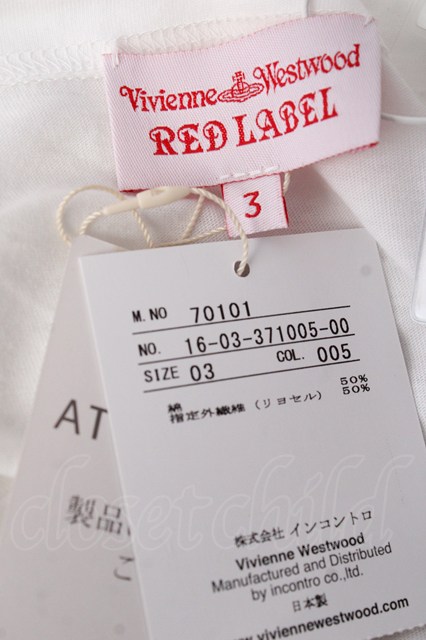 Vivienne Westwood
RED LABEL
3
M.NO 70101
NO. 16-03-371005-00
SIZE 03 COL. 005
綿 50%
指定外繊維（リヨセル） 50%
AT
製品
こ
closet child
株式会社 インコントロ
Vivienne Westwood
Manufactured and Distributed
by incontro co.,ltd.
日本製
www.viviennewestwood.com